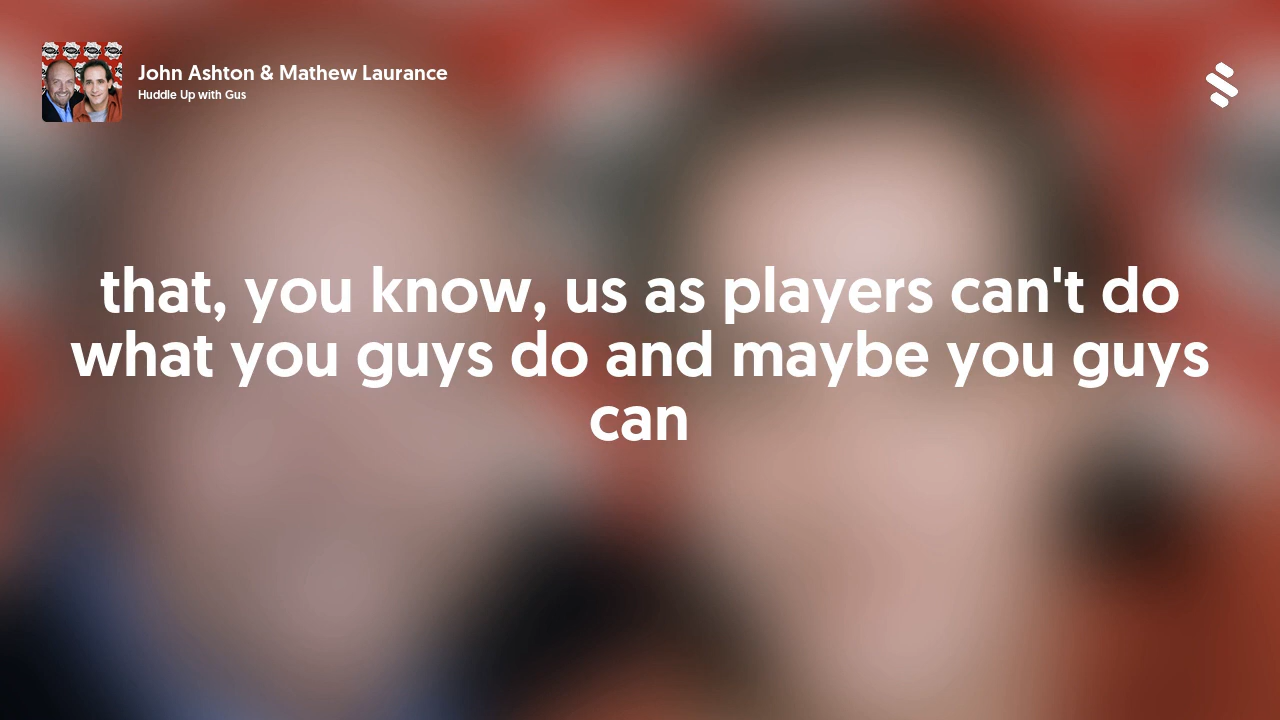 John Ashton & Mathew Laurance
Huddle Up with Gus
that, you know, us as players can't do
what you guys do and maybe you guys
can